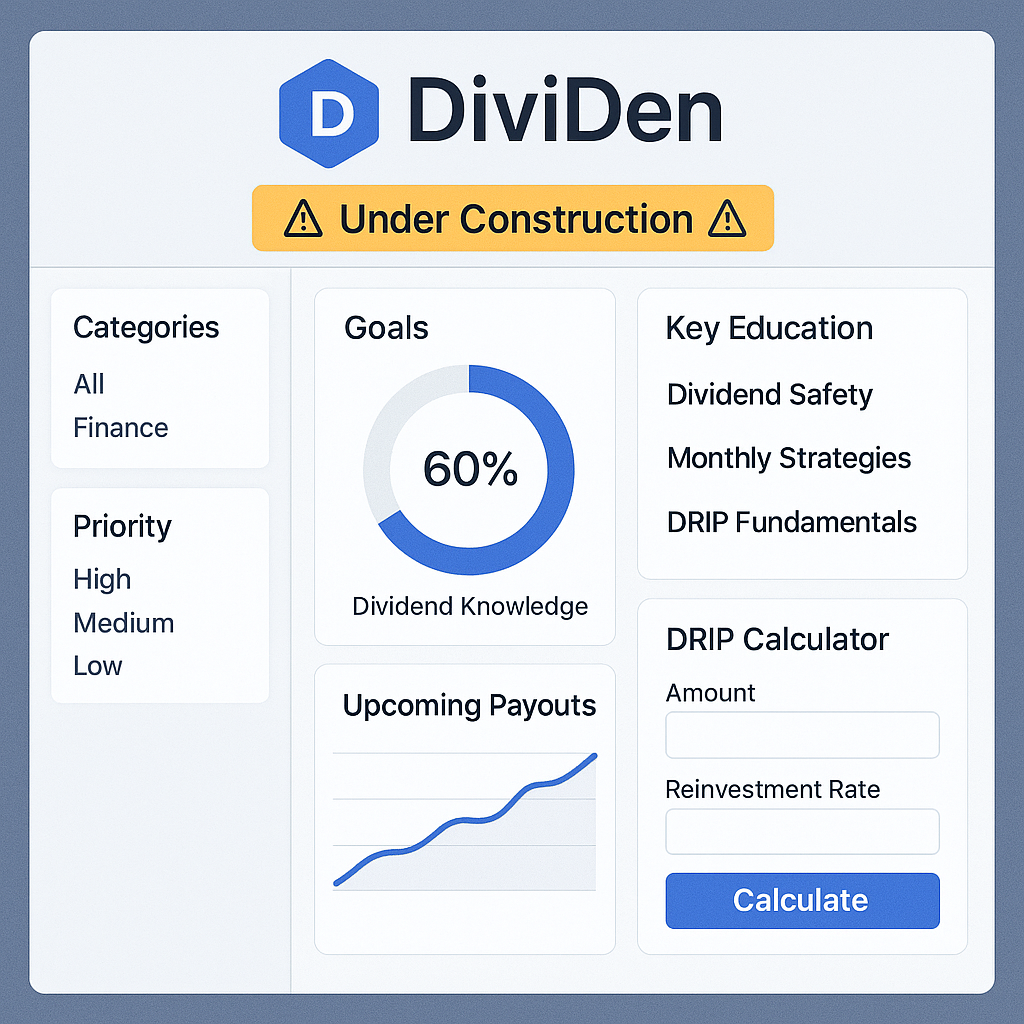 D DiviDen
Under Construction
Categories
All
Finance
Priority
High
Medium
Low
Goals
60%
Dividend Knowledge
Upcoming Payouts
Key Education
Dividend Safety
Monthly Strategies
DRIP Fundamentals
DRIP Calculator
Amount
Reinvestment Rate
Calculate